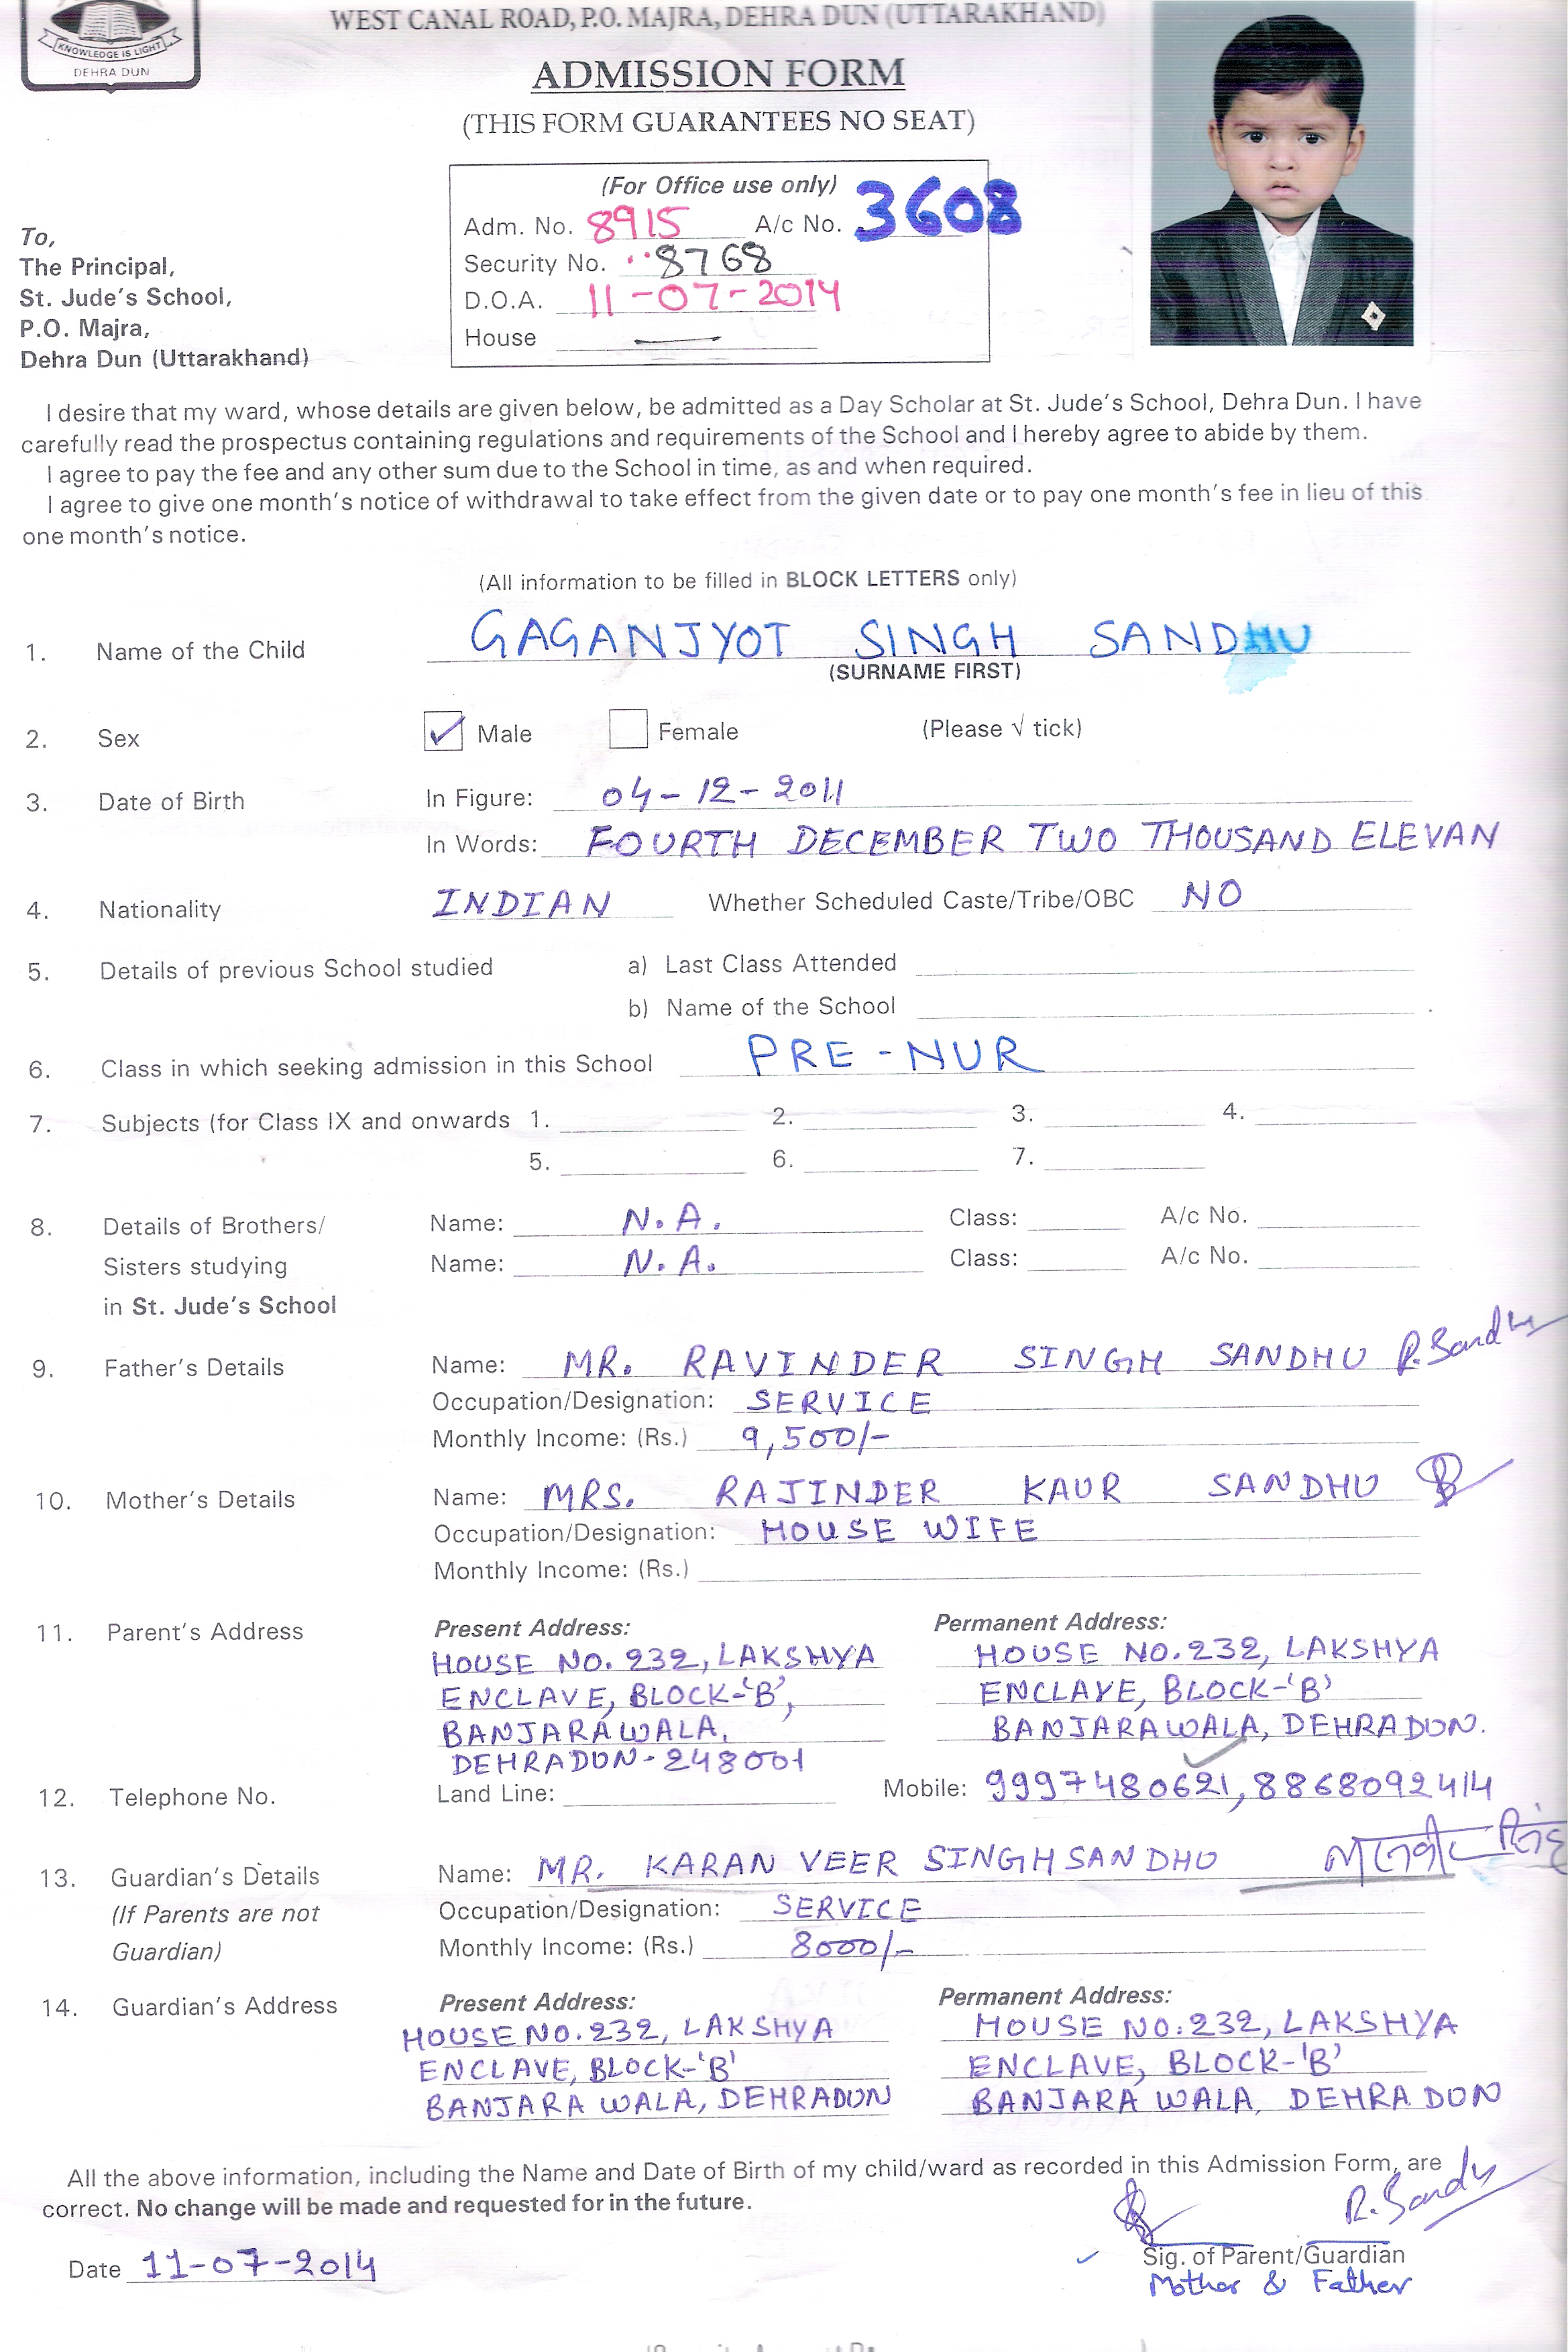 WEST CANAL ROAD, P.O. MAJRA, DEHRA DUN (UTTARAKHAND)
KNOWLEDGE IS LIGHT
DEHRA DUN
ADMISSION FORM
(THIS FORM GUARANTEES NO SEAT)
(For Office use only)
Adm. No. 8915 A/c No. 3608
Security No. 8768
D.O.A. 11-07-2014
House —
To,
The Principal,
St. Jude's School,
P.O. Majra,
Dehra Dun (Uttarakhand)
I desire that my ward, whose details are given below, be admitted as a Day Scholar at St. Jude's School, Dehra Dun. I have
carefully read the prospectus containing regulations and requirements of the School and I hereby agree to abide by them.
I agree to pay the fee and any other sum due to the School in time, as and when required.
I agree to give one month's notice of withdrawal to take effect from the given date or to pay one month's fee in lieu of this
one month's notice.
(All information to be filled in BLOCK LETTERS only)
1. Name of the Child GAGANJYOT SINGH SANDHU
(SURNAME FIRST)
2. Sex ✓ Male Female (Please √ tick)
3. Date of Birth In Figure: 04-12-2011
In Words: FOURTH DECEMBER TWO THOUSAND ELEVAN
4. Nationality INDIAN Whether Scheduled Caste/Tribe/OBC NO
5. Details of previous School studied a) Last Class Attended
b) Name of the School
6. Class in which seeking admission in this School PRE-NUR
7. Subjects (for Class IX and onwards 1. 2. 3. 4.
5. 6. 7.
8. Details of Brothers/ Name: N.A. Class: A/c No.
Sisters studying Name: N.A. Class: A/c No.
in St. Jude's School
9. Father's Details Name: MR. RAVINDER SINGH SANDHU R. Sandhu
Occupation/Designation: SERVICE
Monthly Income: (Rs.) 9,500/-
10. Mother's Details Name: MRS. RAJINDER KAUR SANDHU
Occupation/Designation: HOUSE WIFE
Monthly Income: (Rs.)
11. Parent's Address Present Address: Permanent Address:
HOUSE NO. 232, LAKSHYA HOUSE NO. 232, LAKSHYA
ENCLAVE, BLOCK-'B', ENCLAVE, BLOCK-'B'
BANJARAWALA, BANJARAWALA, DEHRADUN.
DEHRADUN-248001
12. Telephone No. Land Line: Mobile: 9997480621, 8868092414
13. Guardian's Details Name: MR. KARAN VEER SINGH SANDHU
(If Parents are not Occupation/Designation: SERVICE
Guardian) Monthly Income: (Rs.) 8000/-
14. Guardian's Address Present Address: Permanent Address:
HOUSE NO. 232, LAKSHYA HOUSE NO: 232, LAKSHYA
ENCLAVE, BLOCK-'B' ENCLAVE, BLOCK-'B'
BANJARA WALA, DEHRADUN BANJARA WALA, DEHRA DUN
All the above information, including the Name and Date of Birth of my child/ward as recorded in this Admission Form, are
correct. No change will be made and requested for in the future.
R. Sandhu
Date 11-07-2014
Sig. of Parent/Guardian
Mother & Father